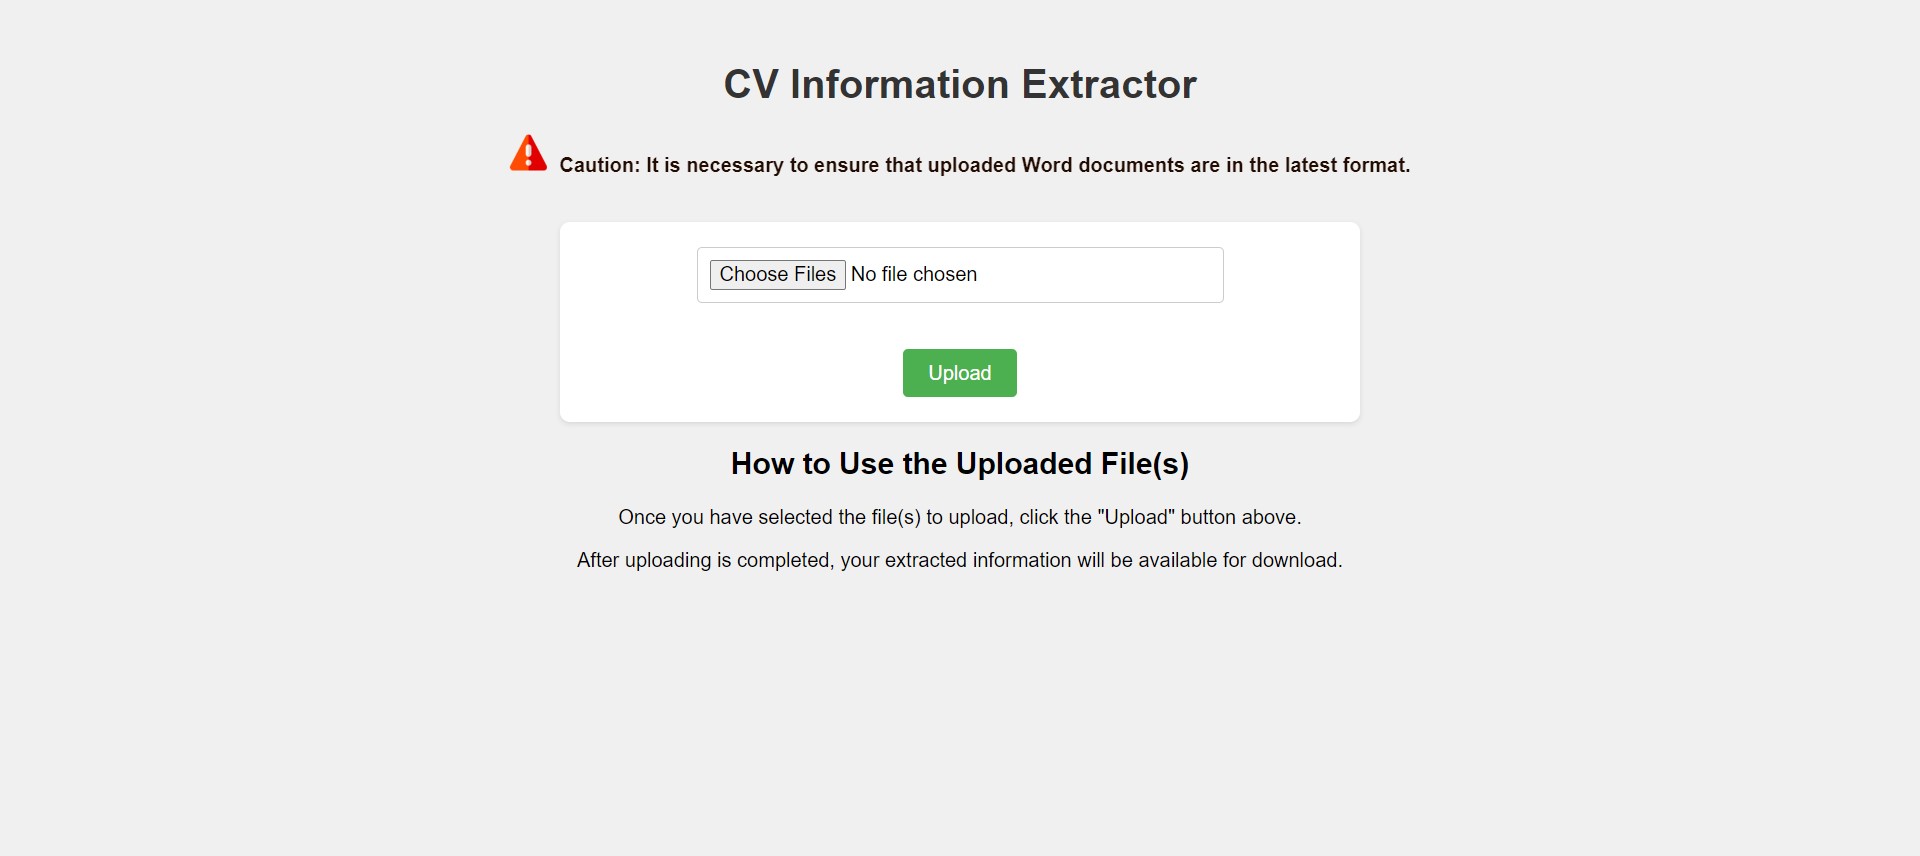 CV Information Extractor
Caution: It is necessary to ensure that uploaded Word documents are in the latest format.
Choose Files No file chosen
Upload
How to Use the Uploaded File(s)
Once you have selected the file(s) to upload, click the "Upload" button above.
After uploading is completed, your extracted information will be available for download.